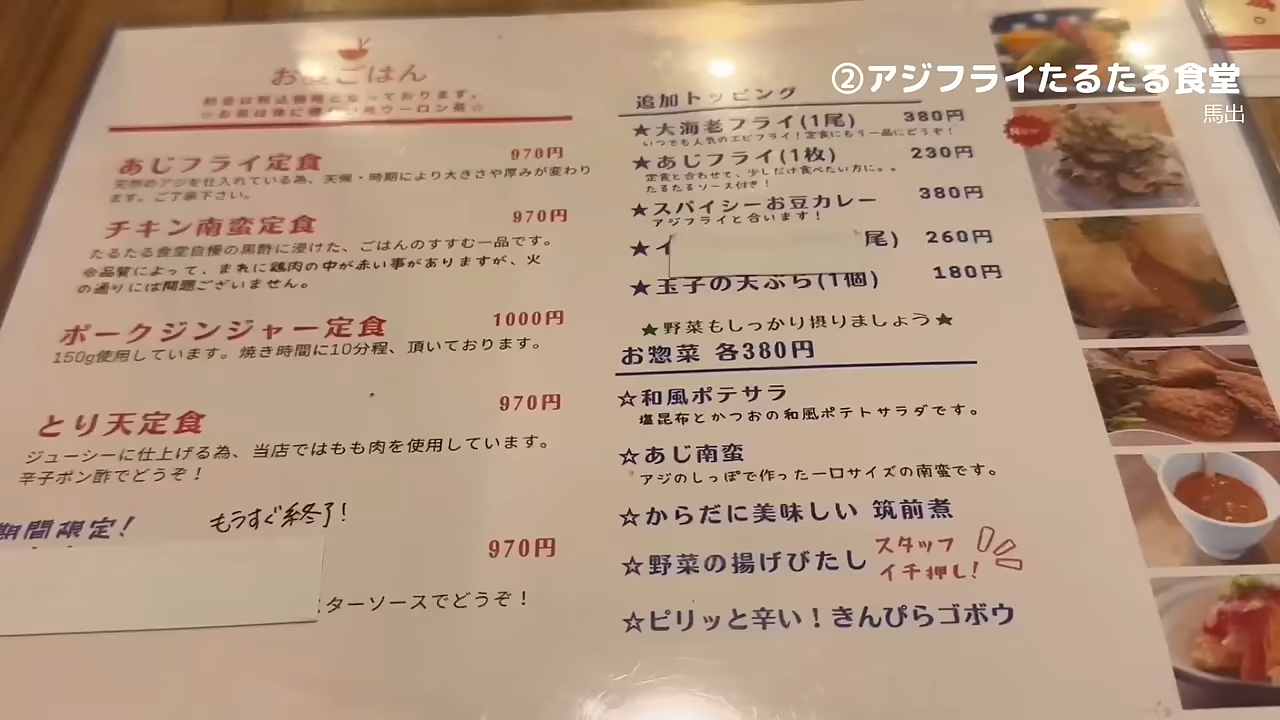 ②アジフライたるたる食堂
馬出
ごはん
あじフライ定食 970円
天然のアジを仕入れている為、天候・時期により大きさや厚みが変わり
ます。ご了承下さい。
チキン南蛮定食 970円
たるたる食堂自慢の黒酢に浸けた、ごはんのすすむ一品です。
品質によって、まれに鶏肉の中が赤い事がありますが、火
の通りには問題ございません。
ポークジンジャー定食 1000円
150g使用しています。焼き時間に10分程、頂いております。
とり天定食 970円
ジューシーに仕上げる為、当店ではもも肉を使用しています。
辛子ポン酢でどうぞ!
期間限定! もうすぐ終了!
970円
ターソースでどうぞ!
追加トッピング
★大海老フライ(1尾) 380円
いつでも人気のエビフライ!定食にもう一品にどうぞ!
★あじフライ(1枚) 230円
定食と合わせて、少しだけ食べたい方に。。
たるたるソース付き!
★スパイシーお豆カレー 380円
アジフライと合います!
★イ 尾) 260円
★玉子の天ぷら(1個) 180円
★野菜もしっかり摂りましょう★
お惣菜 各380円
☆和風ポテサラ
塩昆布とかつおの和風ポテトサラダです。
☆あじ南蛮
アジのしっぽで作った一口サイズの南蛮です。
☆からだに美味しい 筑前煮
☆野菜の揚げびたし スタッフ
イチ押し!
☆ピリッと辛い!きんぴらゴボウ